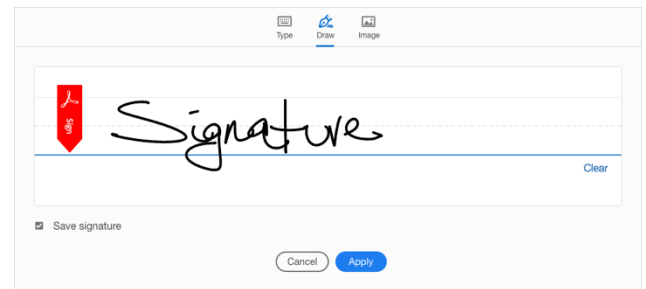 Type Draw Image
Sign
Signature
Clear
Save signature
Cancel Apply